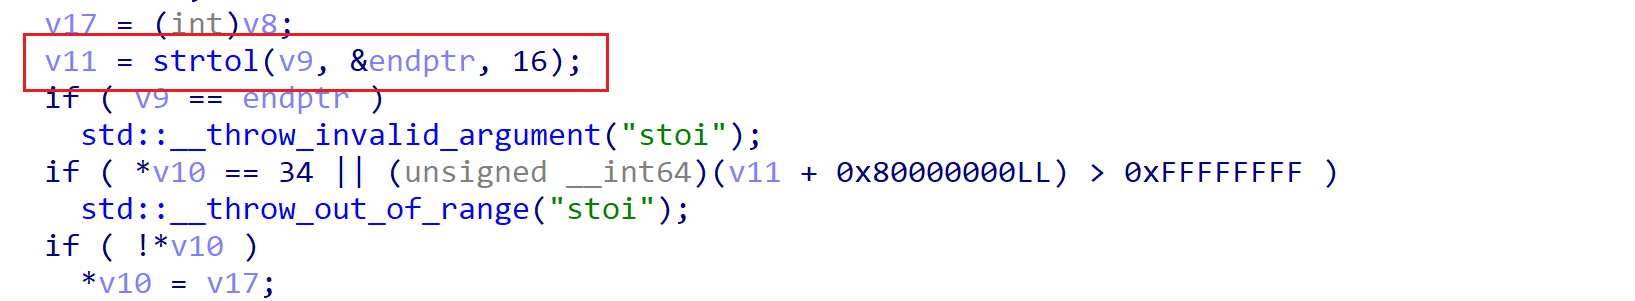 v17 = (int)v8;
v11 = strtol(v9, &endptr, 16);
if ( v9 == endptr )
std::__throw_invalid_argument("stoi");
if ( *v10 == 34 || (unsigned __int64)(v11 + 0x80000000LL) > 0xFFFFFFFF )
std::__throw_out_of_range("stoi");
if ( !*v10 )
*v10 = v17;